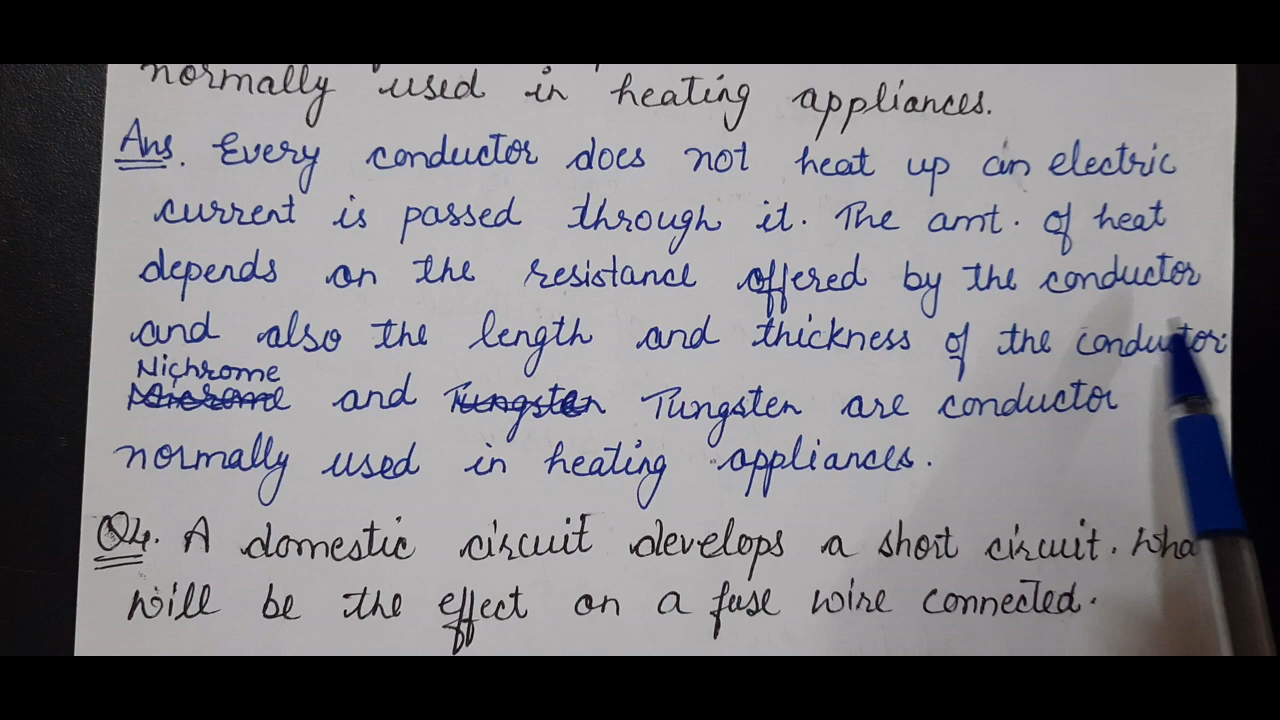 normally used in heating appliances.
Ans. Every conductor does not heat up an electric
current is passed through it. The amt. of heat
depends on the resistance offered by the conductor
and also the length and thickness of the conductor.
Nichrome
and Tungsten Tungsten are conductor
normally used in heating appliances.
Q4. A domestic circuit develops a short circuit. Wha
will be the effect on a fuse wire connected.